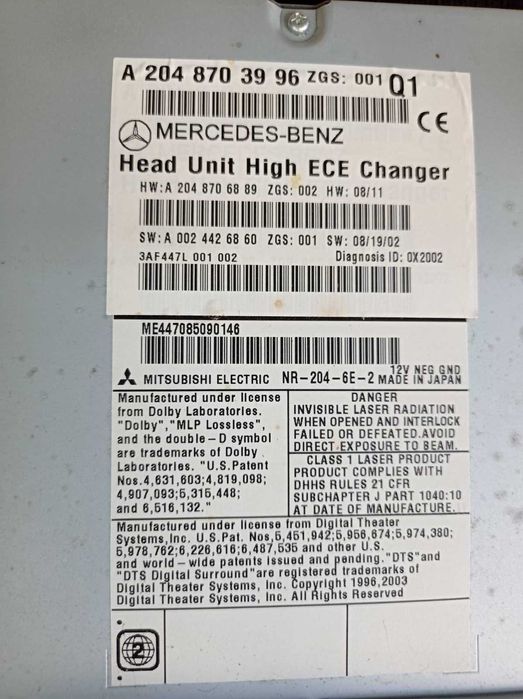 A 204 870 39 96 ZGS: 001 Q1
CE
MERCEDES-BENZ
Head Unit High ECE Changer
HW:A 204 870 68 89 ZGS: 002 HW: 08/11
SW: A 002 442 68 60 ZGS: 001 SW: 08/19/02
3AF447L 001 002 Diagnosis ID: 0X2002
ME447085090146
MITSUBISHI ELECTRIC NR-204-6E-2 12V NEG GND
MADE IN JAPAN
Manufactured under license
from Dolby Laboratories.
"Dolby","MLP Lossless",
and the double-D symbol
are trademarks of Dolby
Laboratories. "U.S.Patent
Nos.4,631,603;4,819,098;
4,907,093;5,315,448;
and 6,516,132."
DANGER
INVISIBLE LASER RADIATION
WHEN OPENED AND INTERLOCK
FAILED OR DEFEATED.AVOID
DIRECT EXPOSURE TO BEAM.
CLASS 1 LASER PRODUCT
PRODUCT COMPLIES WITH
DHHS RULES 21 CFR
SUBCHAPTER J PART 1040:10
AT DATE OF MANUFACTURE.
Manufactured under license from Digital Theater
Systems,Inc. U.S.Pat. Nos,5,451,942;5,956,674;5,974,380;
5,978,762;6,226,616;6,487,535 and other U.S.
and world-wide patents issued and pending."DTS"and
"DTS Digital Surround"are registered trademarks of
Digital Theater Systems, Inc. Copyright 1996,2003
Digital Theater Systems, Inc. All Rights Reserved
2